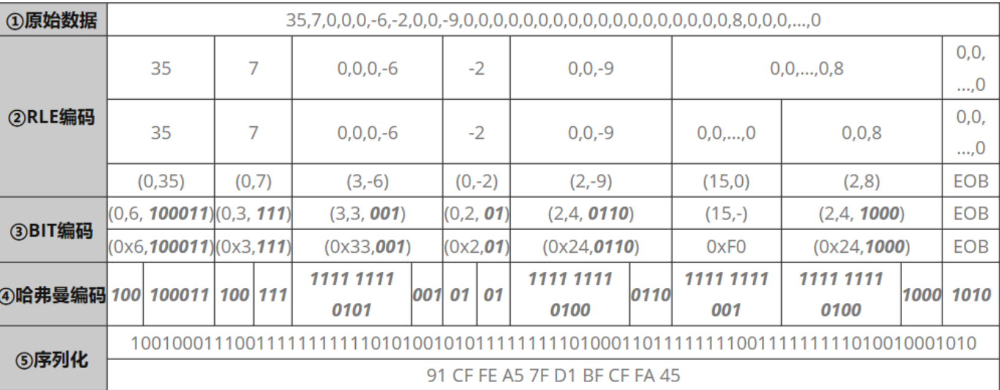 ①原始数据
35,7,0,0,0,-6,-2,0,0,-9,0,0,0,0,0,0,0,0,0,0,0,0,0,0,0,0,0,0,8,0,0,0,...,0
②RLE编码
35 7 0,0,0,-6 -2 0,0,-9 0,0,...,0,8 0,0,
...,0
35 7 0,0,0,-6 -2 0,0,-9 0,0,...,0 0,0,8 0,0,
...,0
(0,35) (0,7) (3,-6) (0,-2) (2,-9) (15,0) (2,8) EOB
③BIT编码
(0,6, 100011) (0,3, 111) (3,3, 001) (0,2, 01) (2,4, 0110) (15,-) (2,4, 1000) EOB
(0x6,100011) (0x3,111) (0x33,001) (0x2,01) (0x24,0110) 0xF0 (0x24,1000) EOB
④哈弗曼编码
100 100011 100 111 1111 1111
0101 001 01 01 1111 1111
0100 0110 1111 1111
001 1111 1111
0100 1000 1010
⑤序列化
1001000111001111111111101010010101111111101000110111111110011111111010010001010
91 CF FE A5 7F D1 BF CF FA 45